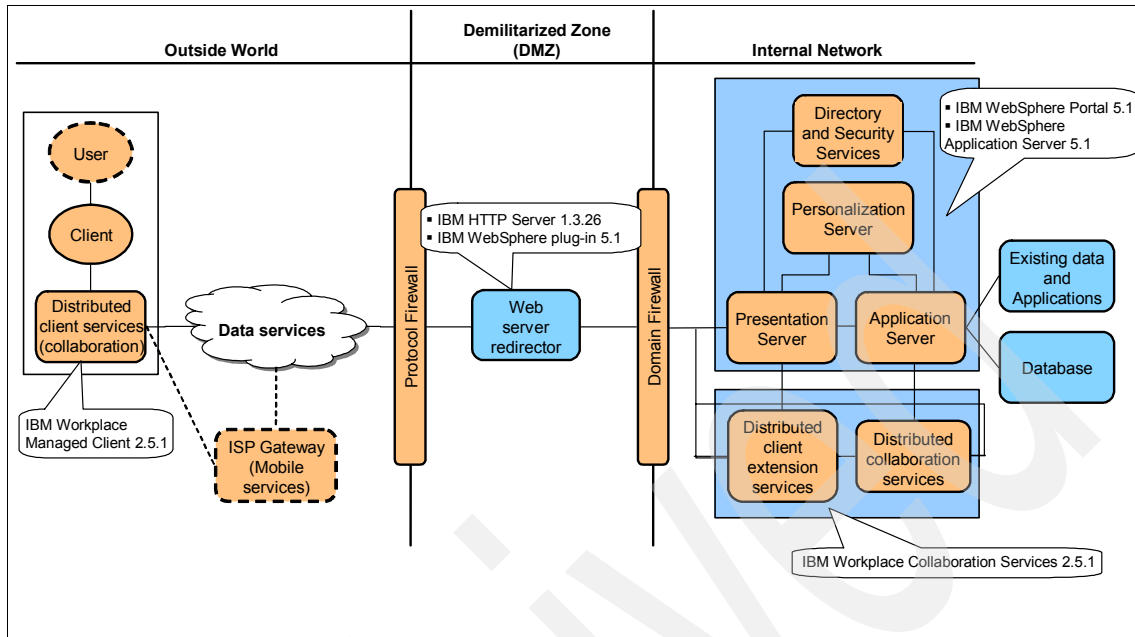 Outside World
Demilitarized Zone
(DMZ)
Internal Network
User
Client
Distributed
client services
(collaboration)
IBM Workplace
Managed Client 2.5.1
Data services
ISP Gateway
(Mobile
services)
Protocol Firewall
▪ IBM HTTP Server 1.3.26
▪ IBM WebSphere plug-in 5.1
Web
server
redirector
Domain Firewall
Directory
and Security
Services
▪ IBM WebSphere Portal 5.1
▪ IBM WebSphere
Application Server 5.1
Personalization
Server
Presentation
Server
Application
Server
Existing data
and
Applications
Database
Distributed
client
extension
services
Distributed
collaboration
services
IBM Workplace Collaboration Services 2.5.1